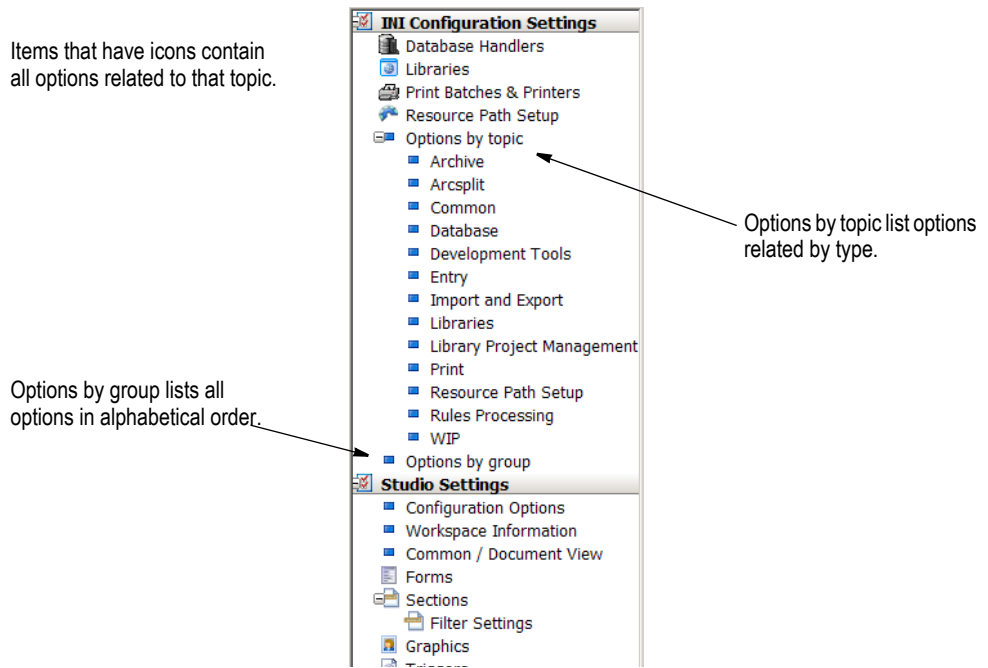 Items that have icons contain
all options related to that topic.
INI Configuration Settings
Database Handlers
Libraries
Print Batches & Printers
Resource Path Setup
Options by topic
Archive
Arcsplit
Common
Database
Development Tools
Entry
Import and Export
Libraries
Library Project Management
Print
Resource Path Setup
Rules Processing
WIP
Options by group
Options by topic list options
related by type.
Options by group lists all
options in alphabetical order.
Studio Settings
Configuration Options
Workspace Information
Common / Document View
Forms
Sections
Filter Settings
Graphics